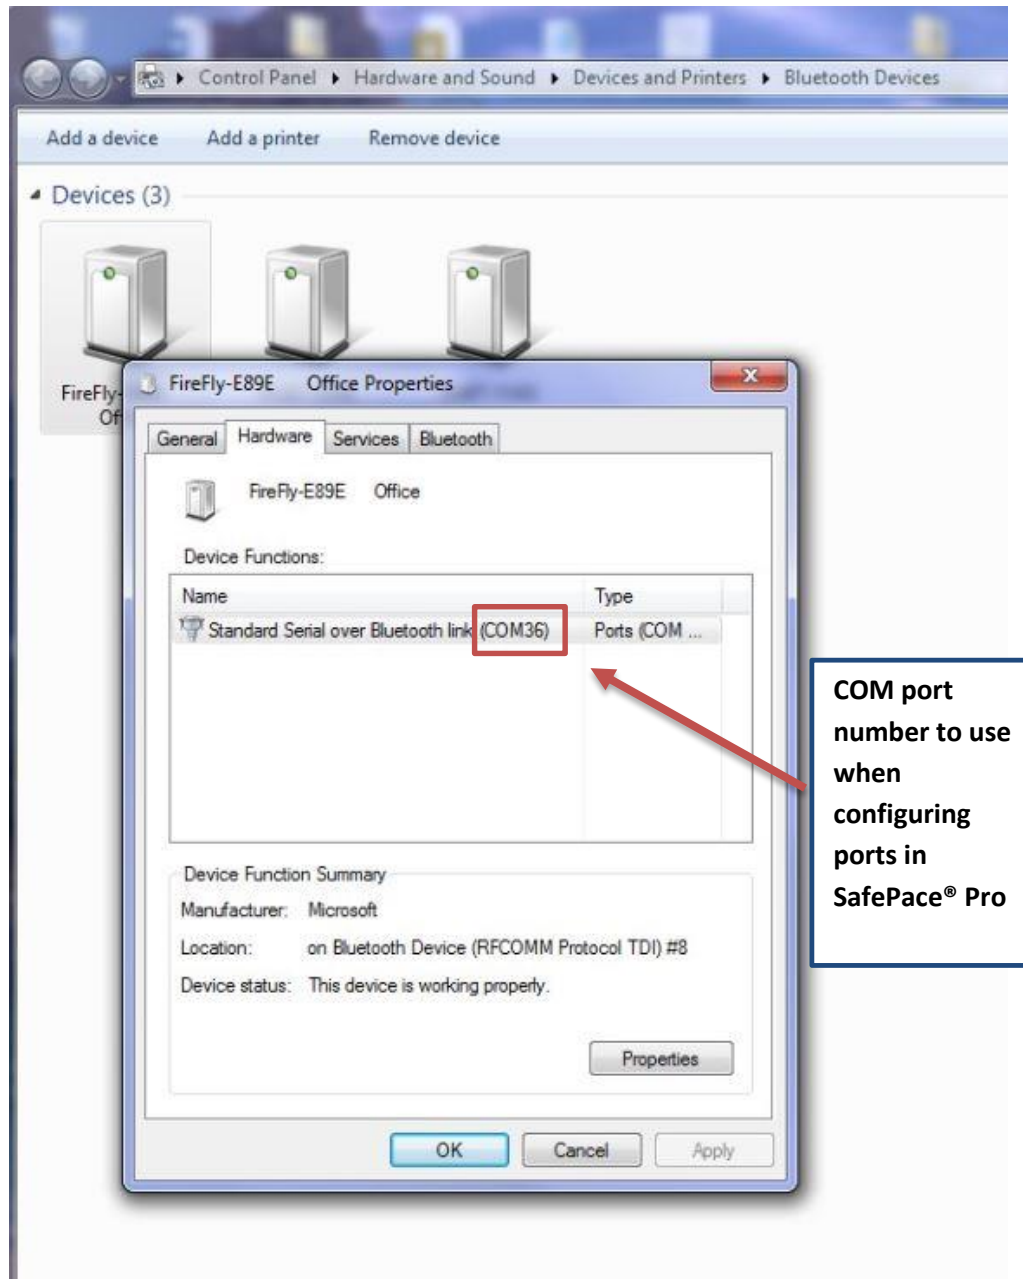 Control Panel Hardware and Sound Devices and Printers Bluetooth Devices
Add a device Add a printer Remove device
Devices (3)
FireFly-
Of
FireFly-E89E Office Properties
General Hardware Services Bluetooth
FireFly-E89E Office
Device Functions:
Name Type
Standard Serial over Bluetooth link (COM36) Ports (COM ...
COM port
number to use
when
configuring
ports in
SafePace® Pro
Device Function Summary
Manufacturer: Microsoft
Location: on Bluetooth Device (RFCOMM Protocol TDI) #8
Device status: This device is working properly.
Properties
OK Cancel Apply